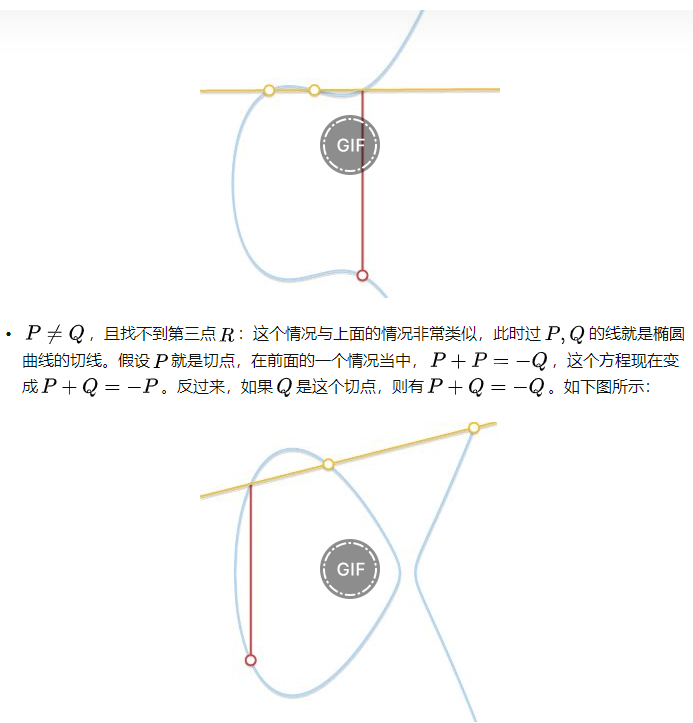 GIF
• P ≠ Q，且找不到第三点 R：这个情况与上面的情况非常类似，此时过 P, Q 的线就是椭圆
曲线的切线。假设 P 就是切点，在前面的一个情况当中， P + P = −Q，这个方程现在变
成 P + Q = −P。反过来，如果 Q 是这个切点，则有 P + Q = −Q。如下图所示：
GIF